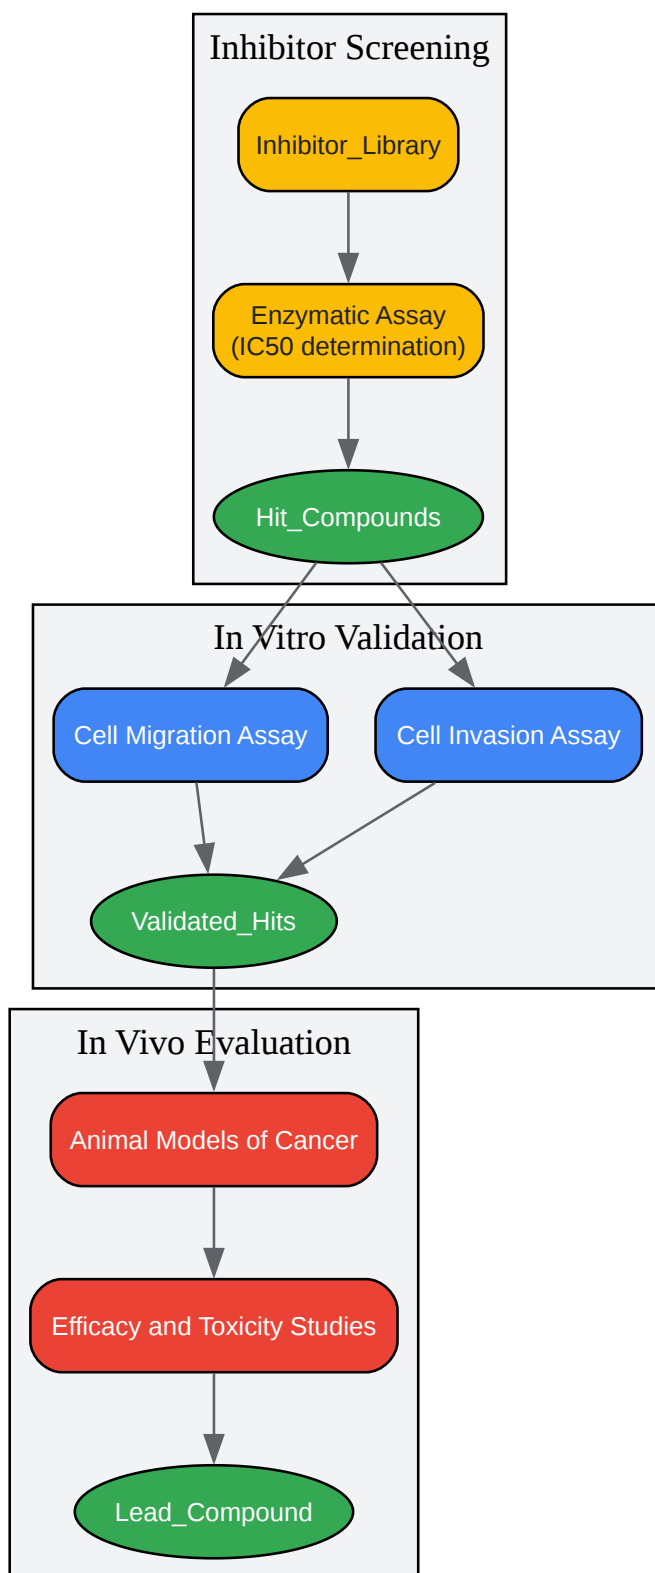 Inhibitor Screening
Inhibitor_Library
Enzymatic Assay
(IC50 determination)
Hit_Compounds
In Vitro Validation
Cell Migration Assay
Cell Invasion Assay
Validated_Hits
In Vivo Evaluation
Animal Models of Cancer
Efficacy and Toxicity Studies
Lead_Compound